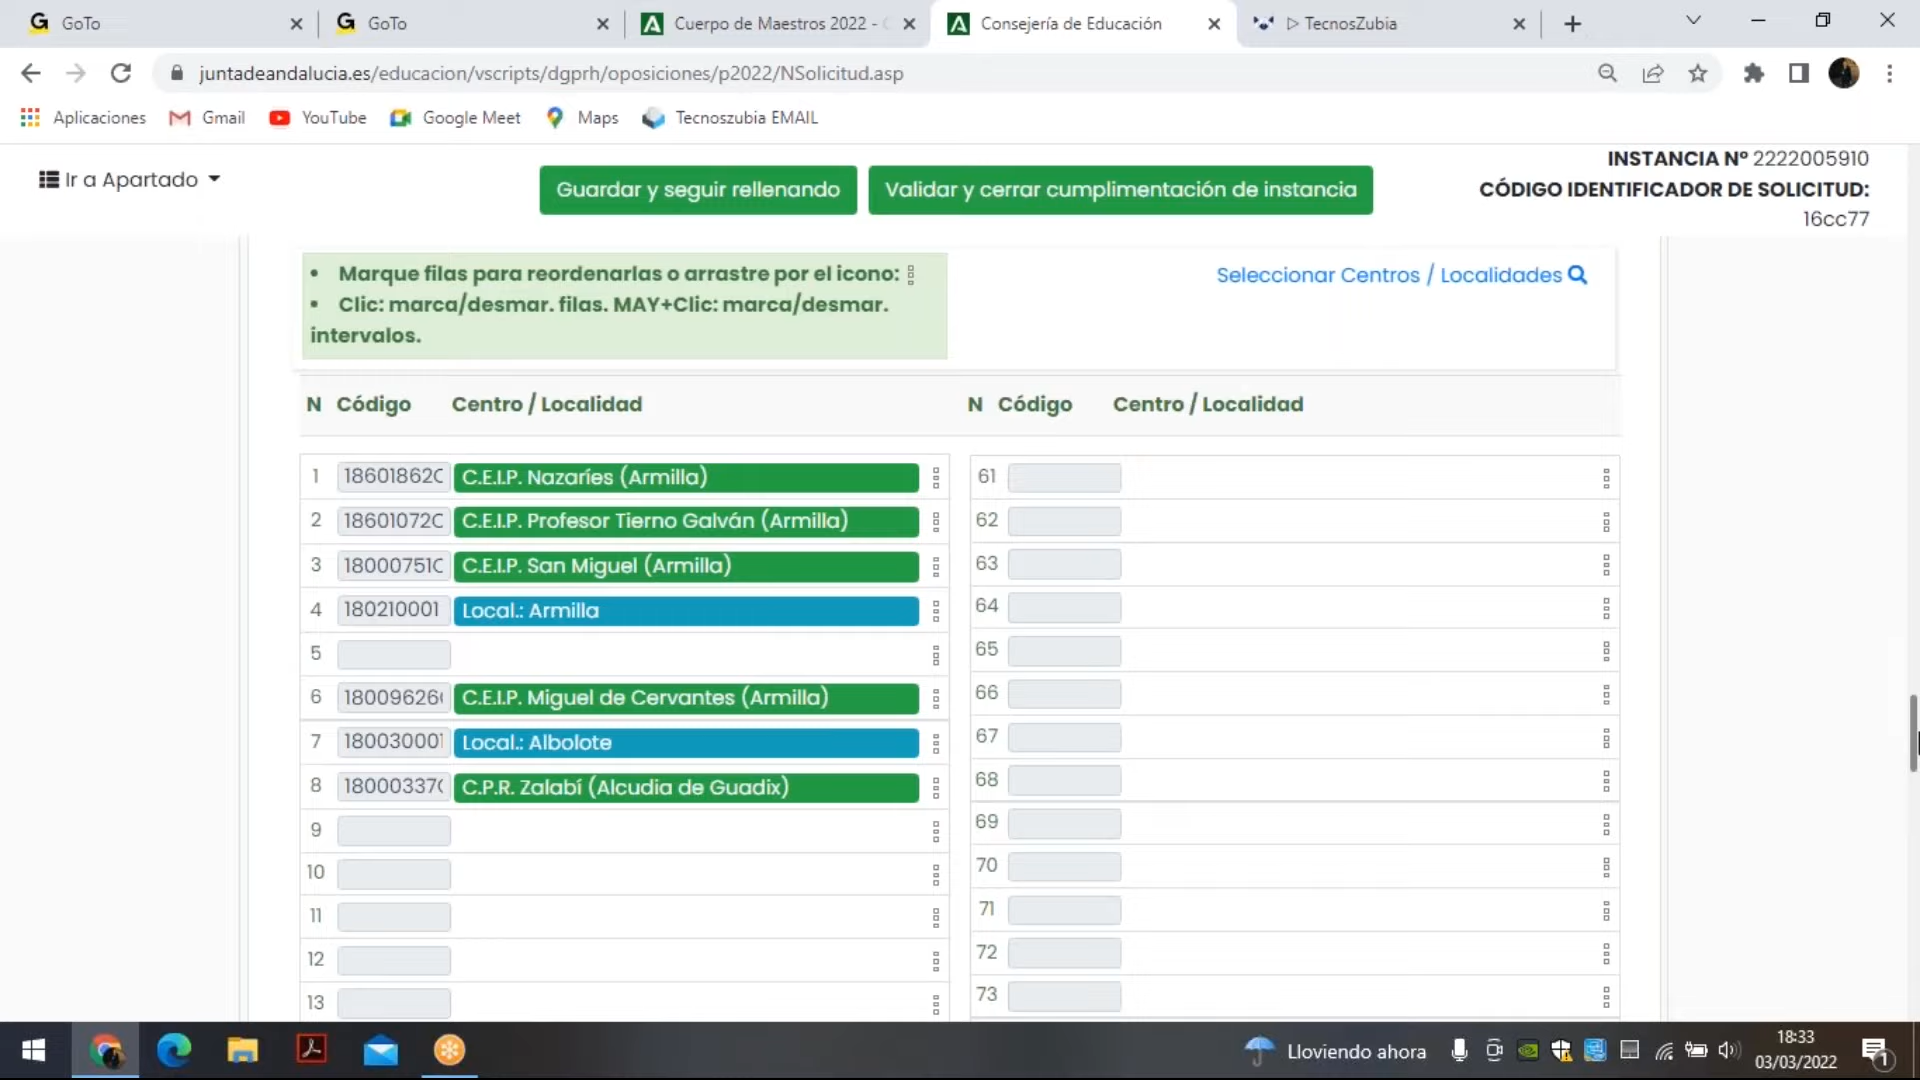 GoTo
GoTo
Cuerpo de Maestros 2022 -
Consejería de Educación
▷ TecnosZubia
juntadeandalucia.es/educacion/vscripts/dgprh/oposiciones/p2022/NSolicitud.asp
Aplicaciones
Gmail
YouTube
Google Meet
Maps
Tecnoszubia EMAIL
Ir a Apartado
Guardar y seguir rellenando
Validar y cerrar cumplimentación de instancia
INSTANCIA Nº 2222005910
CÓDIGO IDENTIFICADOR DE SOLICITUD:
16cc77
• Marque filas para reordenarlas o arrastre por el icono:
• Clic: marca/desmar. filas. MAY+Clic: marca/desmar.
intervalos.
Seleccionar Centros / Localidades
N Código Centro / Localidad
N Código Centro / Localidad
1 18601862C C.E.I.P. Nazaríes (Armilla)
2 18601072C C.E.I.P. Profesor Tierno Galván (Armilla)
3 18000751C C.E.I.P. San Miguel (Armilla)
4 180210001 Local.: Armilla
5
6 18009626 C.E.I.P. Miguel de Cervantes (Armilla)
7 180030001 Local.: Albolote
8 18000337 C.P.R. Zalabí (Alcudia de Guadix)
9
10
11
12
13
61
62
63
64
65
66
67
68
69
70
71
72
73
Lloviendo ahora
18:33
03/03/2022
1